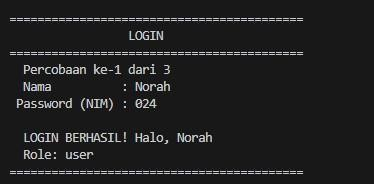 ==========================================
LOGIN
==========================================
Percobaan ke-1 dari 3
Nama : Norah
Password (NIM) : 024
LOGIN BERHASIL! Halo, Norah
Role: user
==========================================